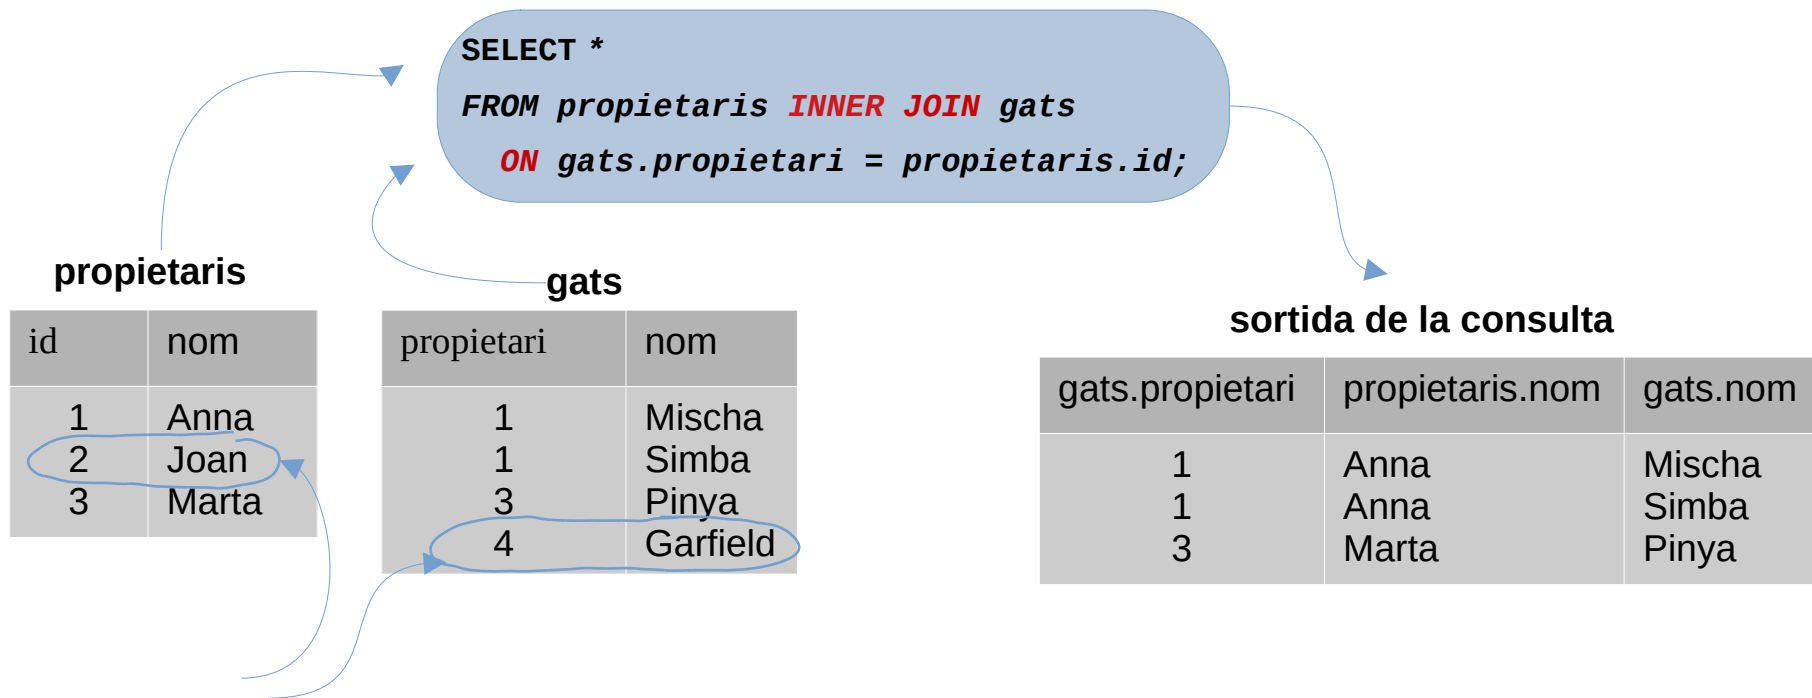 SELECT *
FROM propietaris INNER JOIN gats
ON gats.propietari = propietaris.id;
propietaris
id nom
1 Anna
2 Joan
3 Marta
gats
propietari nom
1 Mischa
1 Simba
3 Pinya
4 Garfield
sortida de la consulta
gats.propietari propietaris.nom gats.nom
1 Anna Mischa
1 Anna Simba
3 Marta Pinya